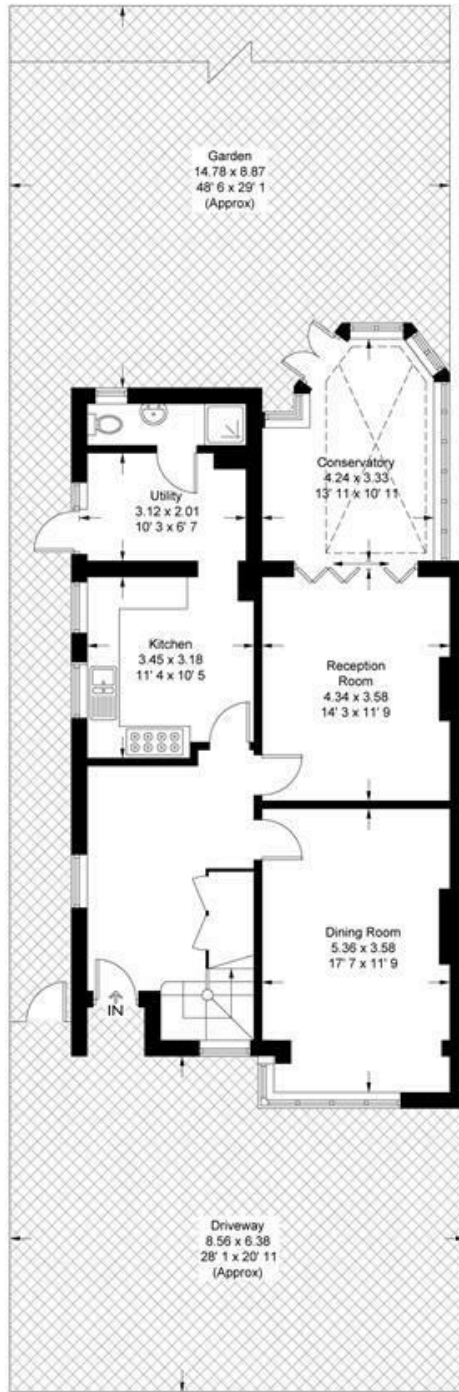 Garden
14.78 x 8.87
48' 6 x 29' 1
(Approx)
Conservatory
4.24 x 3.33
13' 11 x 10' 11
Utility
3.12 x 2.01
10' 3 x 6' 7
Kitchen
3.45 x 3.18
11' 4 x 10' 5
Reception
Room
4.34 x 3.58
14' 3 x 11' 9
Dining Room
5.36 x 3.58
17' 7 x 11' 9
IN
Driveway
8.56 x 6.38
28' 1 x 20' 11
(Approx)